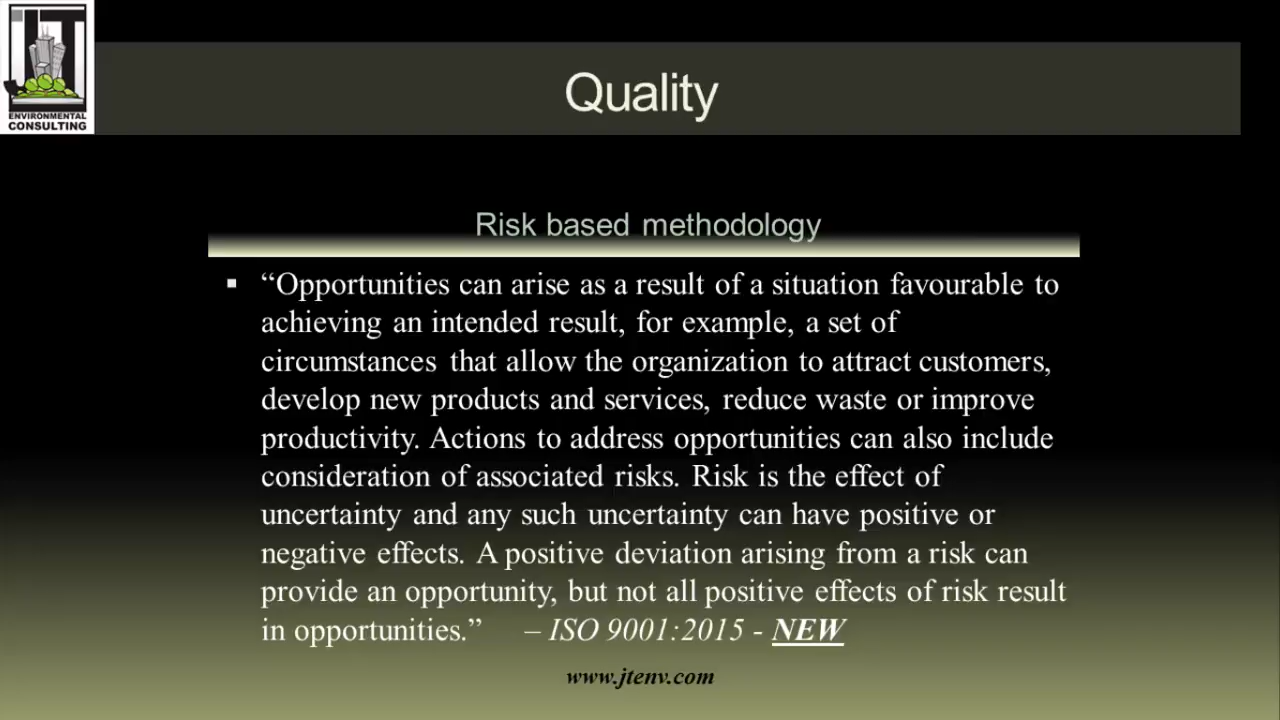 JT
ENVIRONMENTAL
CONSULTING
Quality
Risk based methodology
▪ “Opportunities can arise as a result of a situation favourable to
achieving an intended result, for example, a set of
circumstances that allow the organization to attract customers,
develop new products and services, reduce waste or improve
productivity. Actions to address opportunities can also include
consideration of associated risks. Risk is the effect of
uncertainty and any such uncertainty can have positive or
negative effects. A positive deviation arising from a risk can
provide an opportunity, but not all positive effects of risk result
in opportunities.” – ISO 9001:2015 - NEW
www.jtenv.com